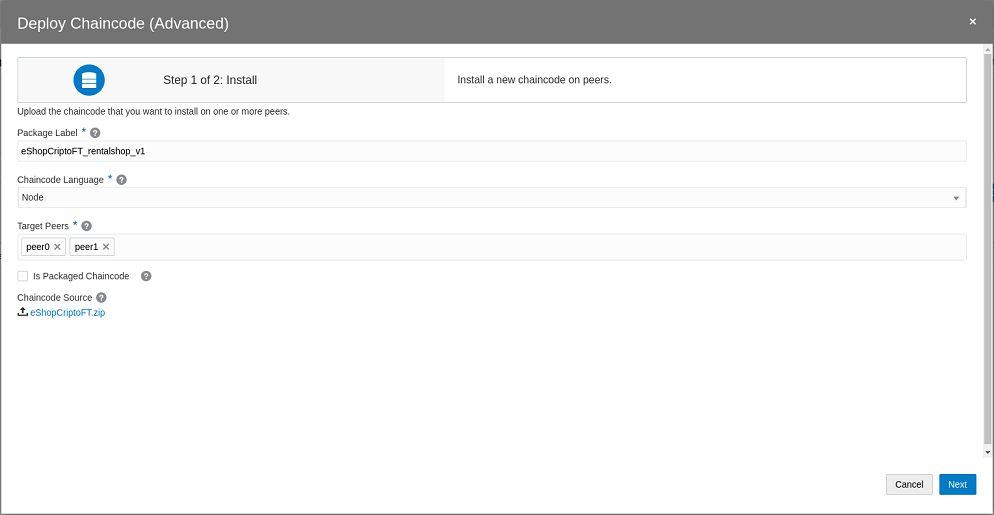 Deploy Chaincode (Advanced)
Step 1 of 2: Install
Install a new chaincode on peers.
Upload the chaincode that you want to install on one or more peers.
Package Label * ?
eShopCriptoFT_rentalshop_v1
Chaincode Language * ?
Node
Target Peers * ?
peer0 peer1
Is Packaged Chaincode ?
Chaincode Source ?
eShopCriptoFT.zip
Cancel Next